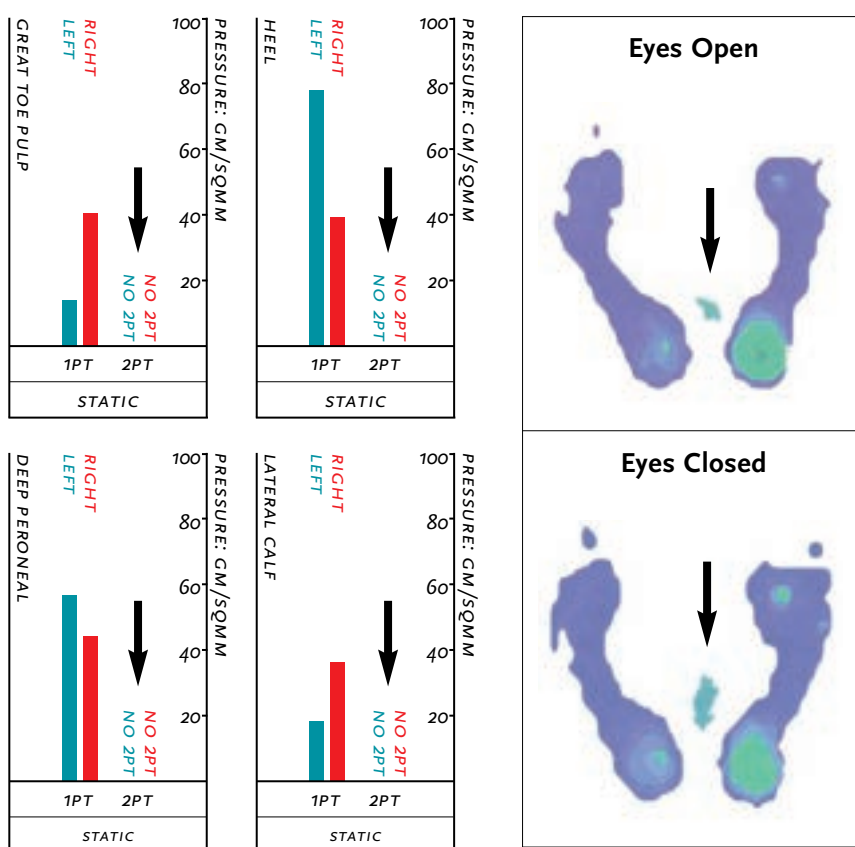 GREAT TOE PULP
LEFT
RIGHT
100
80
60
40
20
PRESSURE: GM/SQMM
NO 2PT
NO 2PT
1PT 2PT
STATIC
HEEL
LEFT
RIGHT
100
80
60
40
20
PRESSURE: GM/SQMM
NO 2PT
NO 2PT
1PT 2PT
STATIC
Eyes Open
DEEP PERONEAL
LEFT
RIGHT
100
80
60
40
20
PRESSURE: GM/SQMM
NO 2PT
NO 2PT
1PT 2PT
STATIC
LATERAL CALF
LEFT
RIGHT
100
80
60
40
20
PRESSURE: GM/SQMM
NO 2PT
NO 2PT
1PT 2PT
STATIC
Eyes Closed